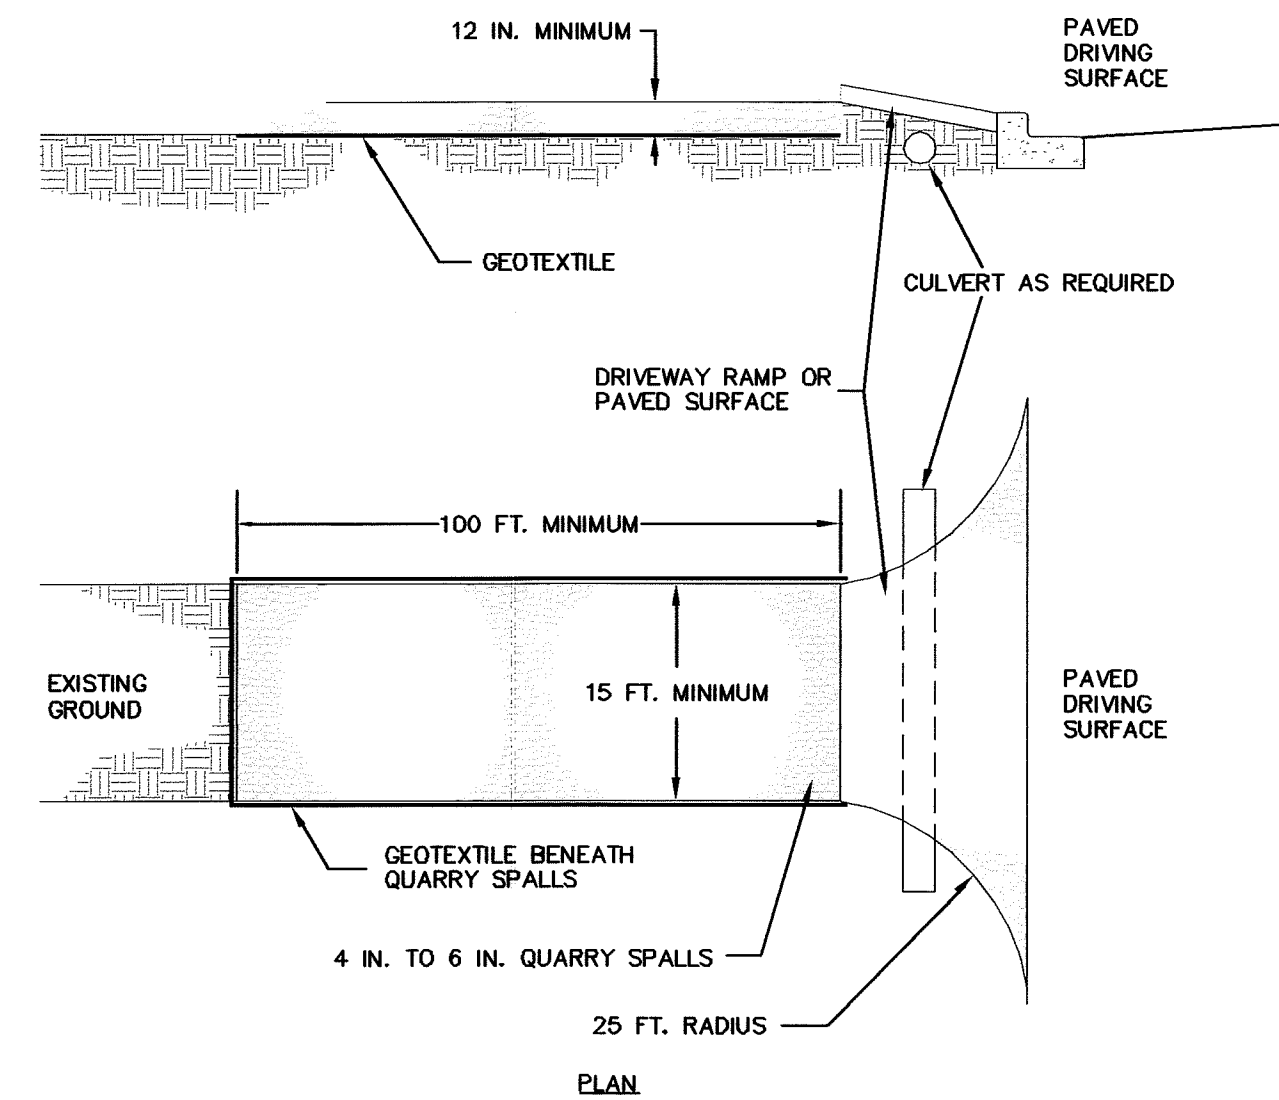 12 IN. MINIMUM
PAVED
DRIVING
SURFACE
GEOTEXTILE
CULVERT AS REQUIRED
DRIVEWAY RAMP OR
PAVED SURFACE
100 FT. MINIMUM
EXISTING
GROUND
15 FT. MINIMUM
PAVED
DRIVING
SURFACE
GEOTEXTILE BENEATH
QUARRY SPALLS
4 IN. TO 6 IN. QUARRY SPALLS
25 FT. RADIUS
PLAN